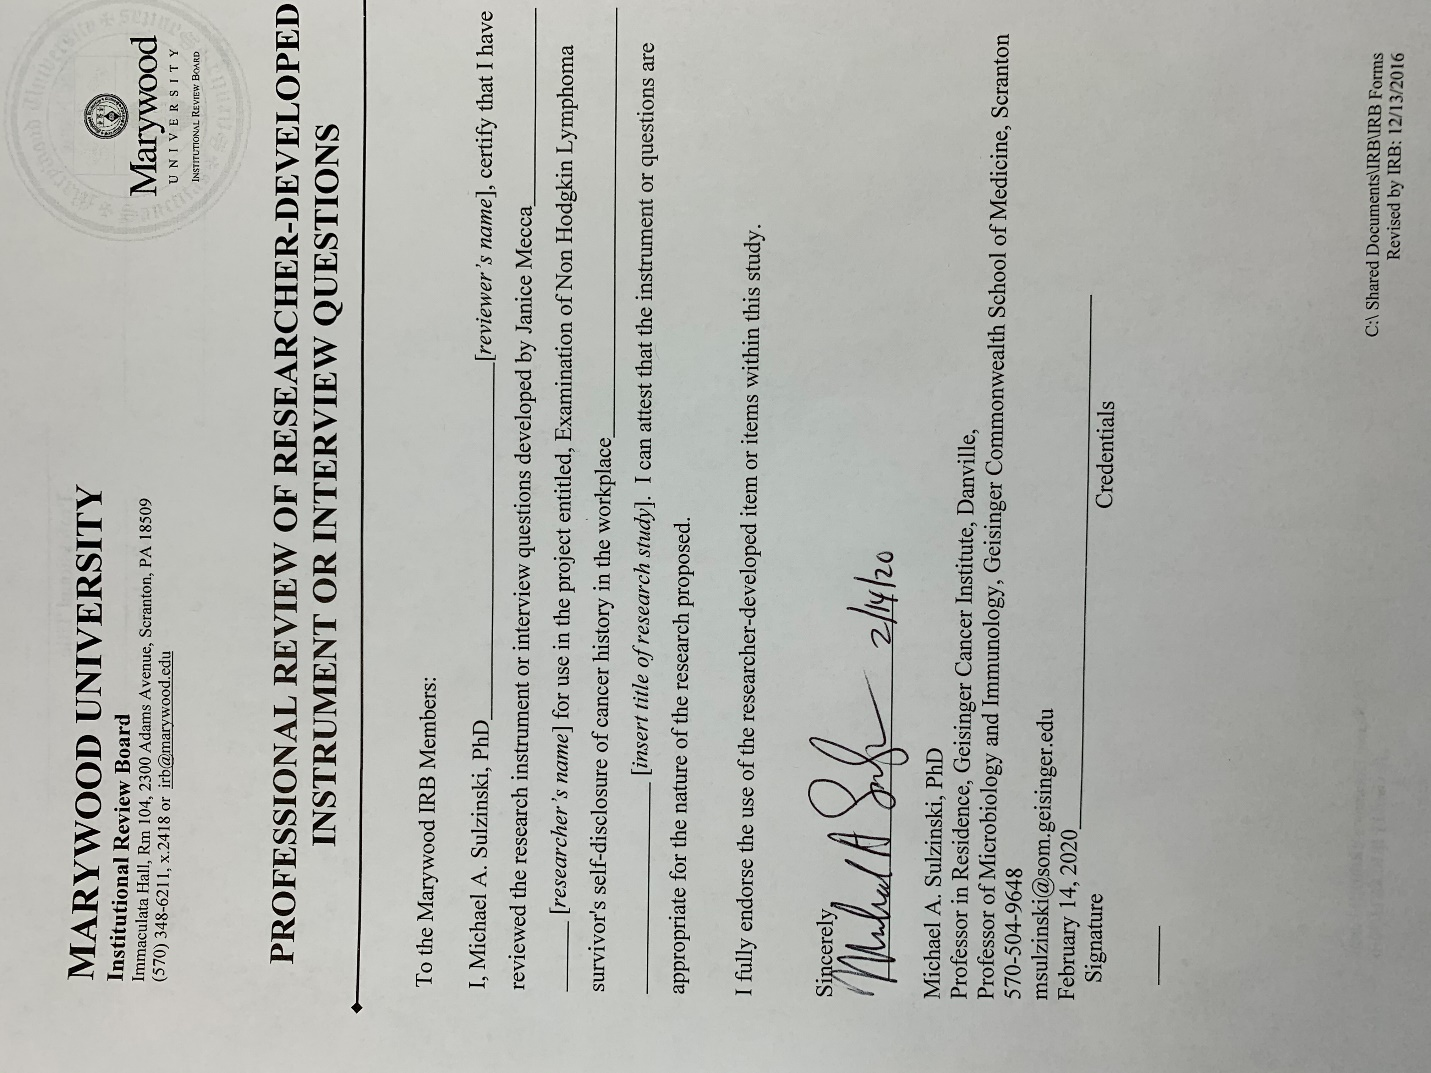 MARYWOOD UNIVERSITY
Institutional Review Board
Immaculata Hall, Rm 104, 2300 Adams Avenue, Scranton, PA 18509
(570) 348-6211, x.2418 or irb@marywood.edu
Marywood
UNIVERSITY
INSTITUTIONAL REVIEW BOARD
PROFESSIONAL REVIEW OF RESEARCHER-DEVELOPED
INSTRUMENT OR INTERVIEW QUESTIONS
To the Marywood IRB Members:
I, Michael A. Sulzinski, PhD [reviewer's name], certify that I have
reviewed the research instrument or interview questions developed by Janice Mecca
[researcher's name] for use in the project entitled, Examination of Non Hodgkin Lymphoma
survivor's self-disclosure of cancer history in the workplace
[insert title of research study]. I can attest that the instrument or questions are
appropriate for the nature of the research proposed.
I fully endorse the use of the researcher-developed item or items within this study.
Sincerely
Michael A Sulzinski 2/14/20
Michael A. Sulzinski, PhD
Professor in Residence, Geisinger Cancer Institute, Danville,
Professor of Microbiology and Immunology, Geisinger Commonwealth School of Medicine, Scranton
570-504-9648
msulzinski@som.geisinger.edu
February 14, 2020
Signature Credentials
C:\ Shared Documents\IRB\IRB Forms
Revised by IRB: 12/13/2016